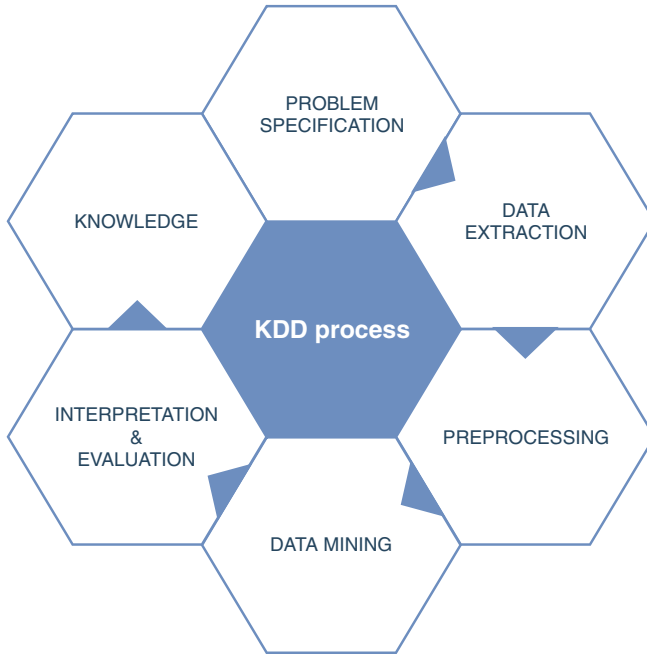 PROBLEM
SPECIFICATION
DATA
EXTRACTION
PREPROCESSING
DATA MINING
INTERPRETATION
&
EVALUATION
KNOWLEDGE
KDD process